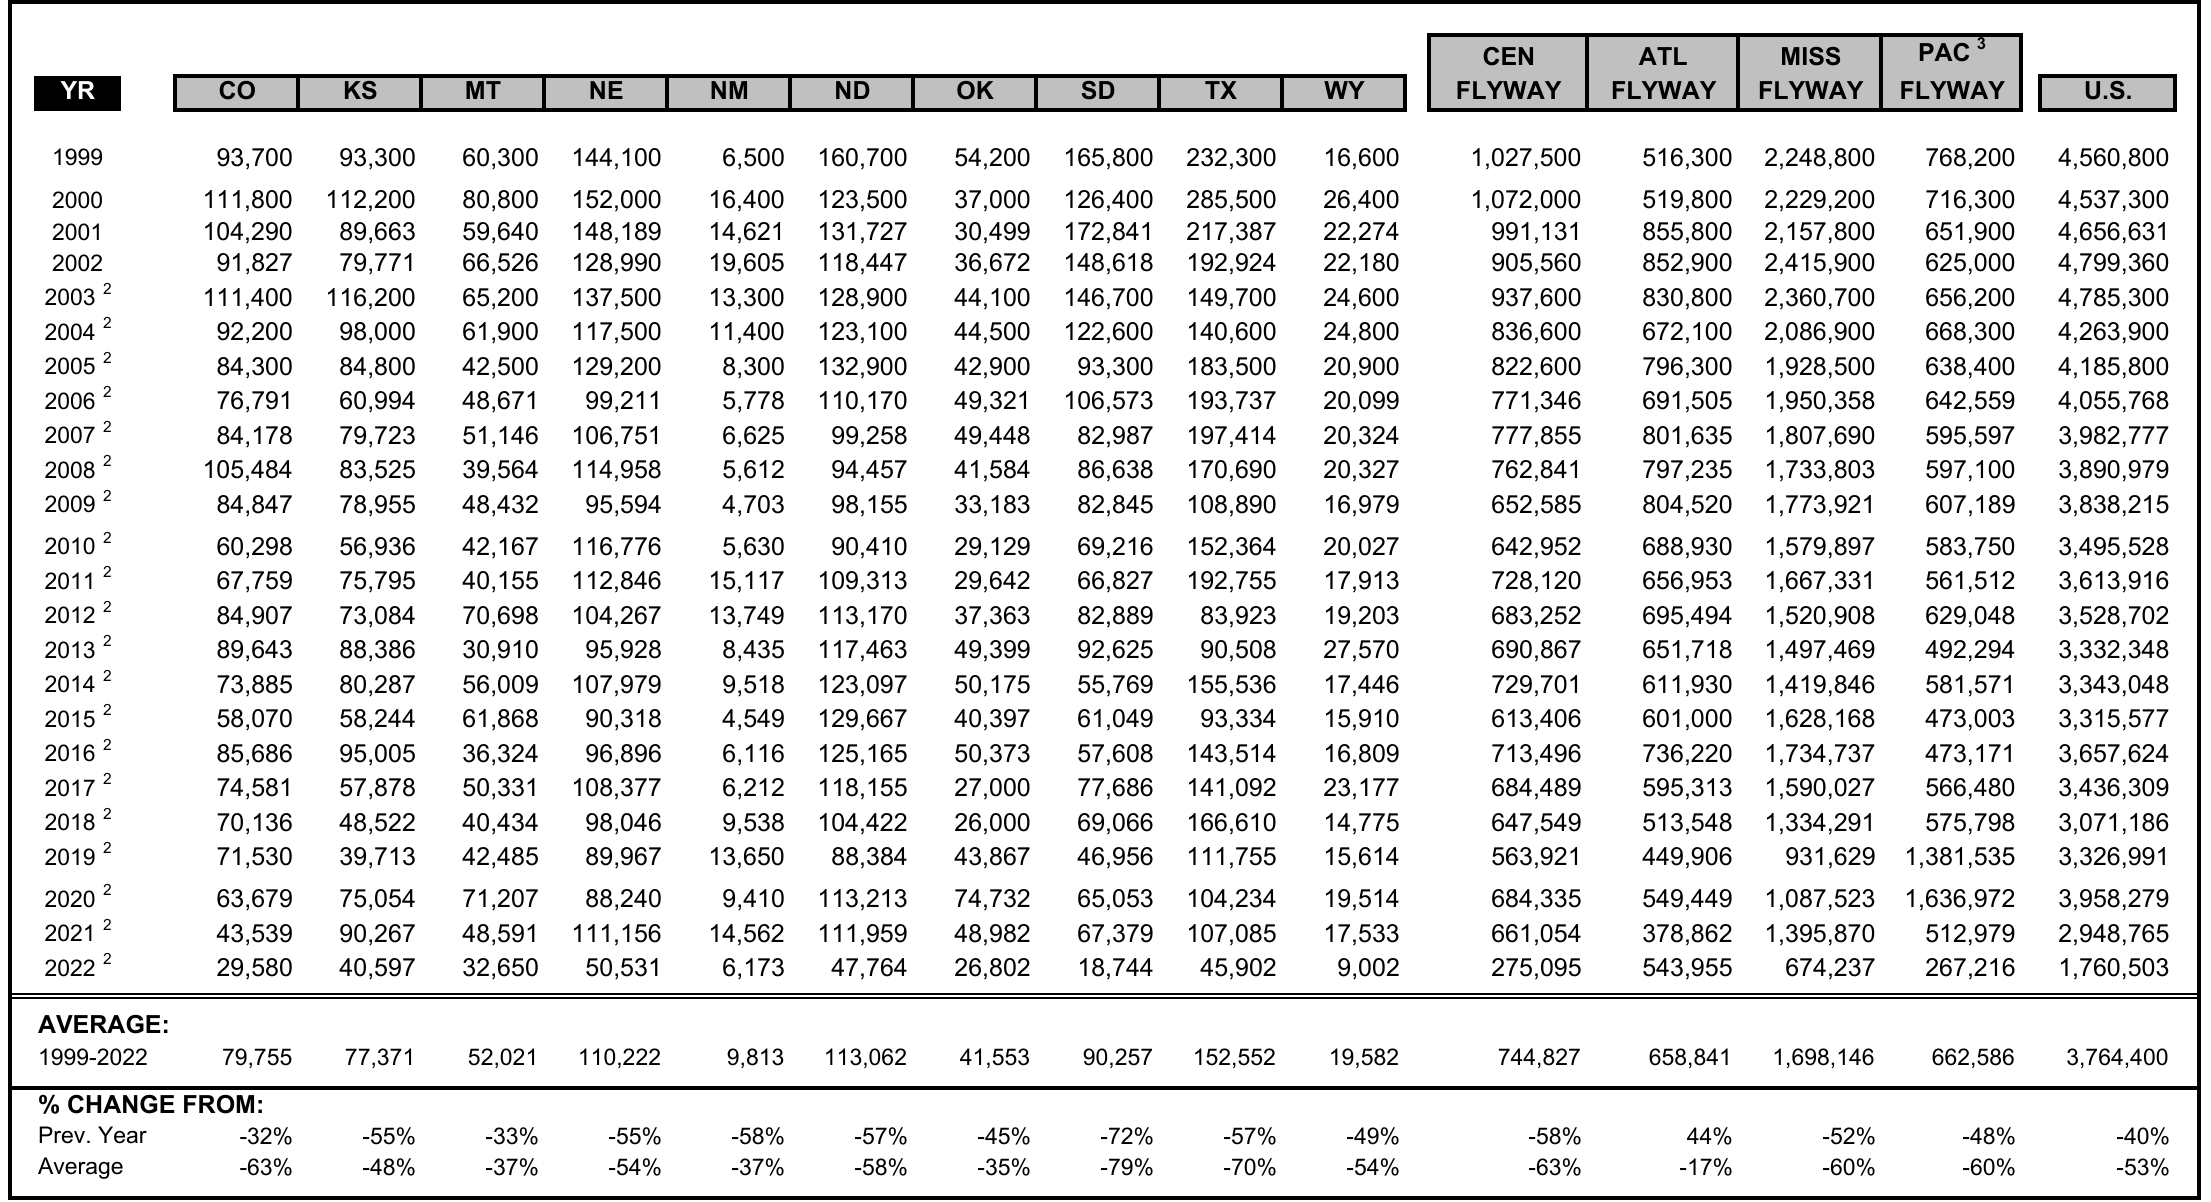 CEN ATL MISS PAC 3
YR CO KS MT NE NM ND OK SD TX WY FLYWAY FLYWAY FLYWAY FLYWAY U.S.
1999 93,700 93,300 60,300 144,100 6,500 160,700 54,200 165,800 232,300 16,600 1,027,500 516,300 2,248,800 768,200 4,560,800
2000 111,800 112,200 80,800 152,000 16,400 123,500 37,000 126,400 285,500 26,400 1,072,000 519,800 2,229,200 716,300 4,537,300
2001 104,290 89,663 59,640 148,189 14,621 131,727 30,499 172,841 217,387 22,274 991,131 855,800 2,157,800 651,900 4,656,631
2002 91,827 79,771 66,526 128,990 19,605 118,447 36,672 148,618 192,924 22,180 905,560 852,900 2,415,900 625,000 4,799,360
2003 2 111,400 116,200 65,200 137,500 13,300 128,900 44,100 146,700 149,700 24,600 937,600 830,800 2,360,700 656,200 4,785,300
2004 2 92,200 98,000 61,900 117,500 11,400 123,100 44,500 122,600 140,600 24,800 836,600 672,100 2,086,900 668,300 4,263,900
2005 2 84,300 84,800 42,500 129,200 8,300 132,900 42,900 93,300 183,500 20,900 822,600 796,300 1,928,500 638,400 4,185,800
2006 2 76,791 60,994 48,671 99,211 5,778 110,170 49,321 106,573 193,737 20,099 771,346 691,505 1,950,358 642,559 4,055,768
2007 2 84,178 79,723 51,146 106,751 6,625 99,258 49,448 82,987 197,414 20,324 777,855 801,635 1,807,690 595,597 3,982,777
2008 2 105,484 83,525 39,564 114,958 5,612 94,457 41,584 86,638 170,690 20,327 762,841 797,235 1,733,803 597,100 3,890,979
2009 2 84,847 78,955 48,432 95,594 4,703 98,155 33,183 82,845 108,890 16,979 652,585 804,520 1,773,921 607,189 3,838,215
2010 2 60,298 56,936 42,167 116,776 5,630 90,410 29,129 69,216 152,364 20,027 642,952 688,930 1,579,897 583,750 3,495,528
2011 2 67,759 75,795 40,155 112,846 15,117 109,313 29,642 66,827 192,755 17,913 728,120 656,953 1,667,331 561,512 3,613,916
2012 2 84,907 73,084 70,698 104,267 13,749 113,170 37,363 82,889 83,923 19,203 683,252 695,494 1,520,908 629,048 3,528,702
2013 2 89,643 88,386 30,910 95,928 8,435 117,463 49,399 92,625 90,508 27,570 690,867 651,718 1,497,469 492,294 3,332,348
2014 2 73,885 80,287 56,009 107,979 9,518 123,097 50,175 55,769 155,536 17,446 729,701 611,930 1,419,846 581,571 3,343,048
2015 2 58,070 58,244 61,868 90,318 4,549 129,667 40,397 61,049 93,334 15,910 613,406 601,000 1,628,168 473,003 3,315,577
2016 2 85,686 95,005 36,324 96,896 6,116 125,165 50,373 57,608 143,514 16,809 713,496 736,220 1,734,737 473,171 3,657,624
2017 2 74,581 57,878 50,331 108,377 6,212 118,155 27,000 77,686 141,092 23,177 684,489 595,313 1,590,027 566,480 3,436,309
2018 2 70,136 48,522 40,434 98,046 9,538 104,422 26,000 69,066 166,610 14,775 647,549 513,548 1,334,291 575,798 3,071,186
2019 2 71,530 39,713 42,485 89,967 13,650 88,384 43,867 46,956 111,755 15,614 563,921 449,906 931,629 1,381,535 3,326,991
2020 2 63,679 75,054 71,207 88,240 9,410 113,213 74,732 65,053 104,234 19,514 684,335 549,449 1,087,523 1,636,972 3,958,279
2021 2 43,539 90,267 48,591 111,156 14,562 111,959 48,982 67,379 107,085 17,533 661,054 378,862 1,395,870 512,979 2,948,765
2022 2 29,580 40,597 32,650 50,531 6,173 47,764 26,802 18,744 45,902 9,002 275,095 543,955 674,237 267,216 1,760,503
AVERAGE:
1999-2022 79,755 77,371 52,021 110,222 9,813 113,062 41,553 90,257 152,552 19,582 744,827 658,841 1,698,146 662,586 3,764,400
% CHANGE FROM:
Prev. Year -32% -55% -33% -55% -58% -57% -45% -72% -57% -49% -58% 44% -52% -48% -40%
Average -63% -48% -37% -54% -37% -58% -35% -79% -70% -54% -63% -17% -60% -60% -53%